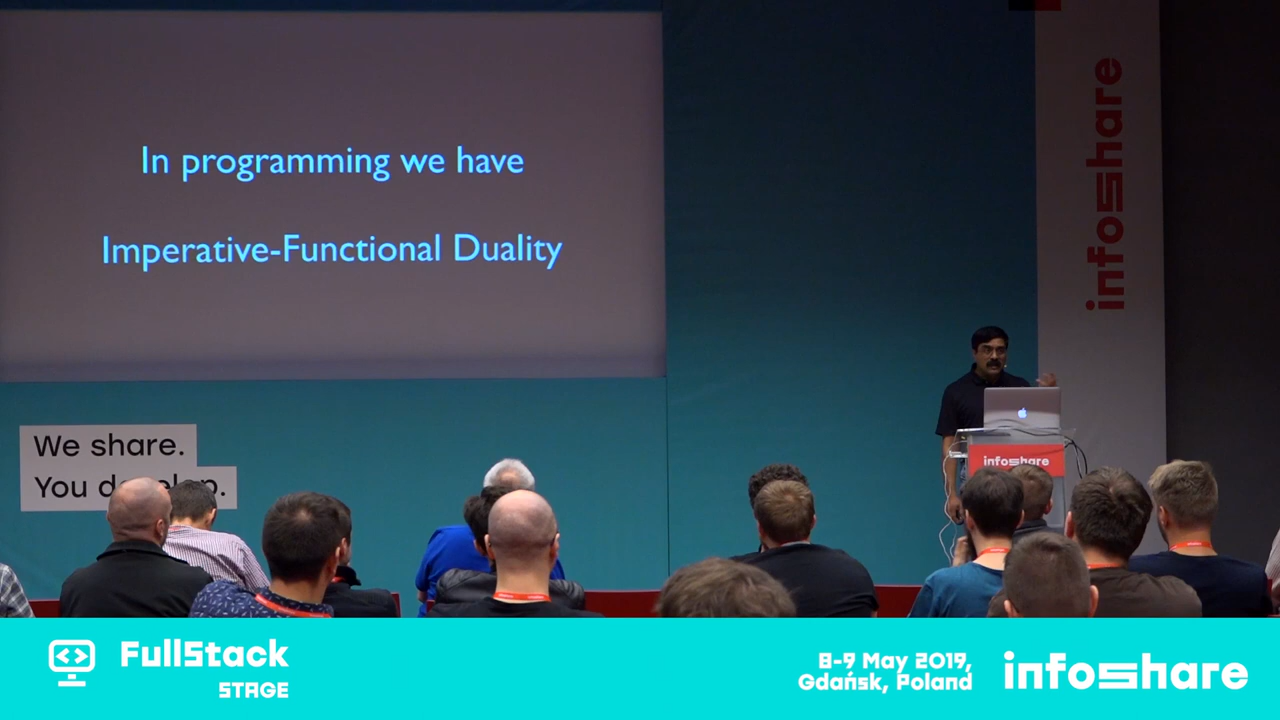 In programming we have
Imperative-Functional Duality
infoshare
We share.
You develop.
infoshare
FullStack
STAGE
8-9 May 2019,
Gdańsk, Poland
infoshare